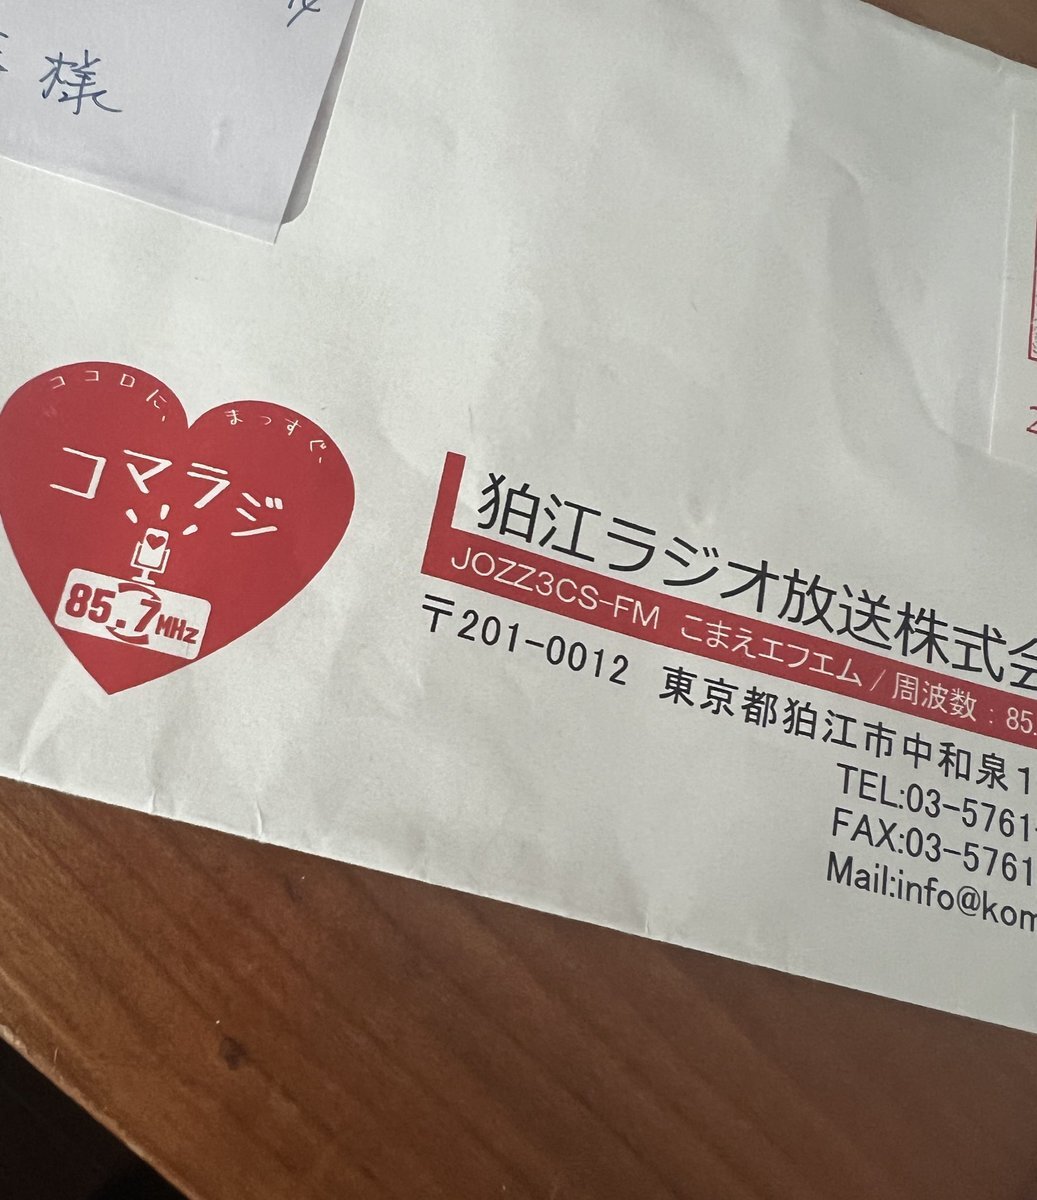 様
ココロに、まっすぐ、
コマラジ
85.7MHz
狛江ラジオ放送株式会
JOZZ3CS-FM こまえエフエム / 周波数：85.
〒201-0012 東京都狛江市中和泉1
TEL:03-5761-
FAX:03-5761
Mail:info@kom